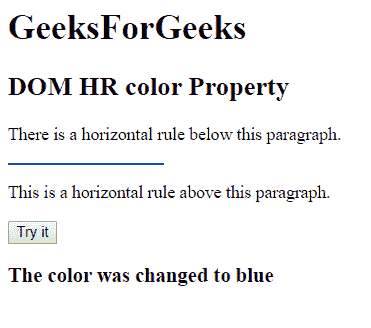 GeeksForGeeks
DOM HR color Property
There is a horizontal rule below this paragraph.
This is a horizontal rule above this paragraph.
Try it
The color was changed to blue